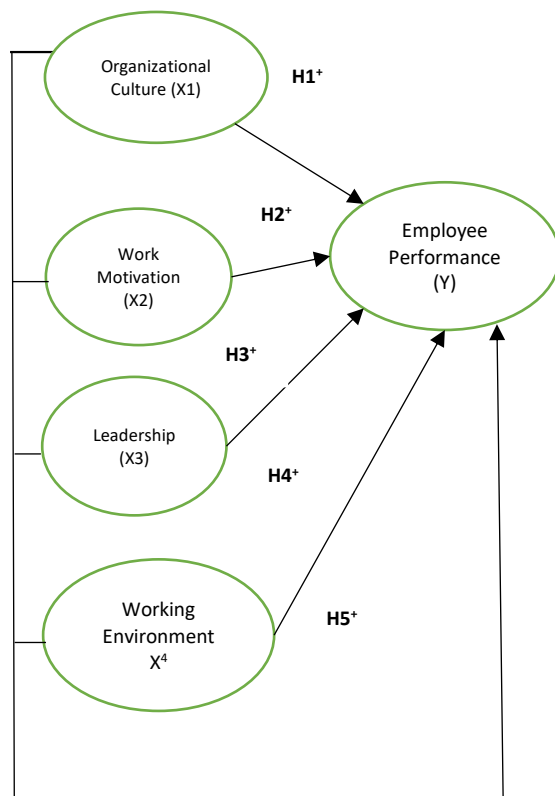 Organizational
Culture (X1)
H1⁺
H2⁺
Employee
Performance
(Y)
Work
Motivation
(X2)
H3⁺
Leadership
(X3)
H4⁺
Working
Environment
X⁴
H5⁺